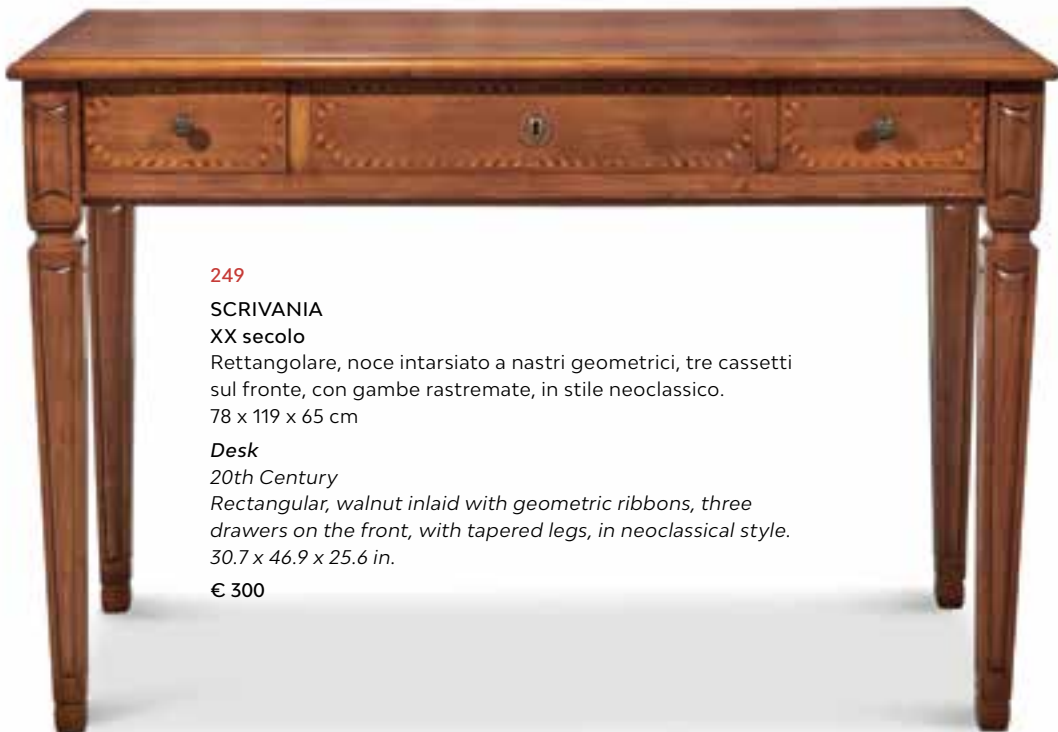 249
SCRIVANIA
XX secolo
Rettangolare, noce intarsiato a nastri geometrici, tre cassetti
sul fronte, con gambe rastremate, in stile neoclassico.
78 x 119 x 65 cm
Desk
20th Century
Rectangular, walnut inlaid with geometric ribbons, three
drawers on the front, with tapered legs, in neoclassical style.
30.7 x 46.9 x 25.6 in.
€ 300